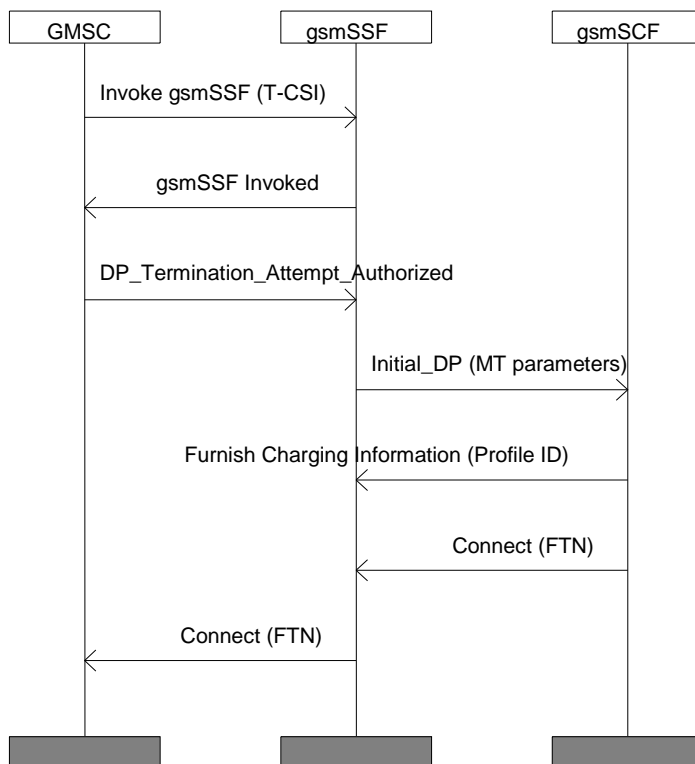 GMSC
gsmSSF
gsmSCF
Invoke gsmSSF (T-CSI)
gsmSSF Invoked
DP_Termination_Attempt_Authorized
Initial_DP (MT parameters)
Furnish Charging Information (Profile ID)
Connect (FTN)
Connect (FTN)